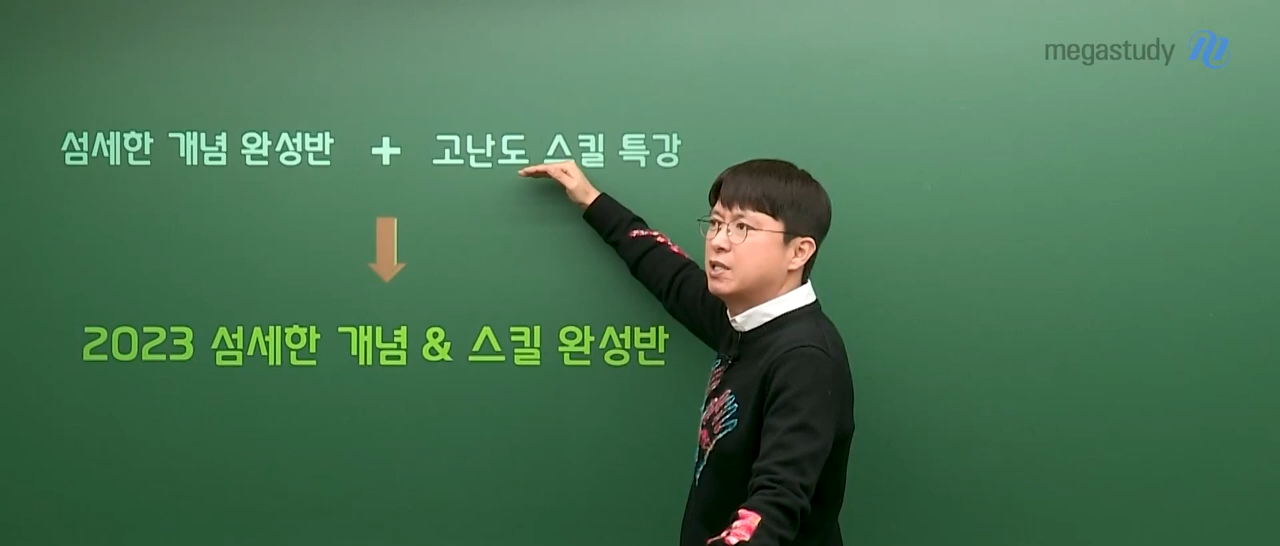 megastudy
섬세한 개념 완성반 + 고난도 스킬 특강
2023 섬세한 개념 & 스킬 완성반